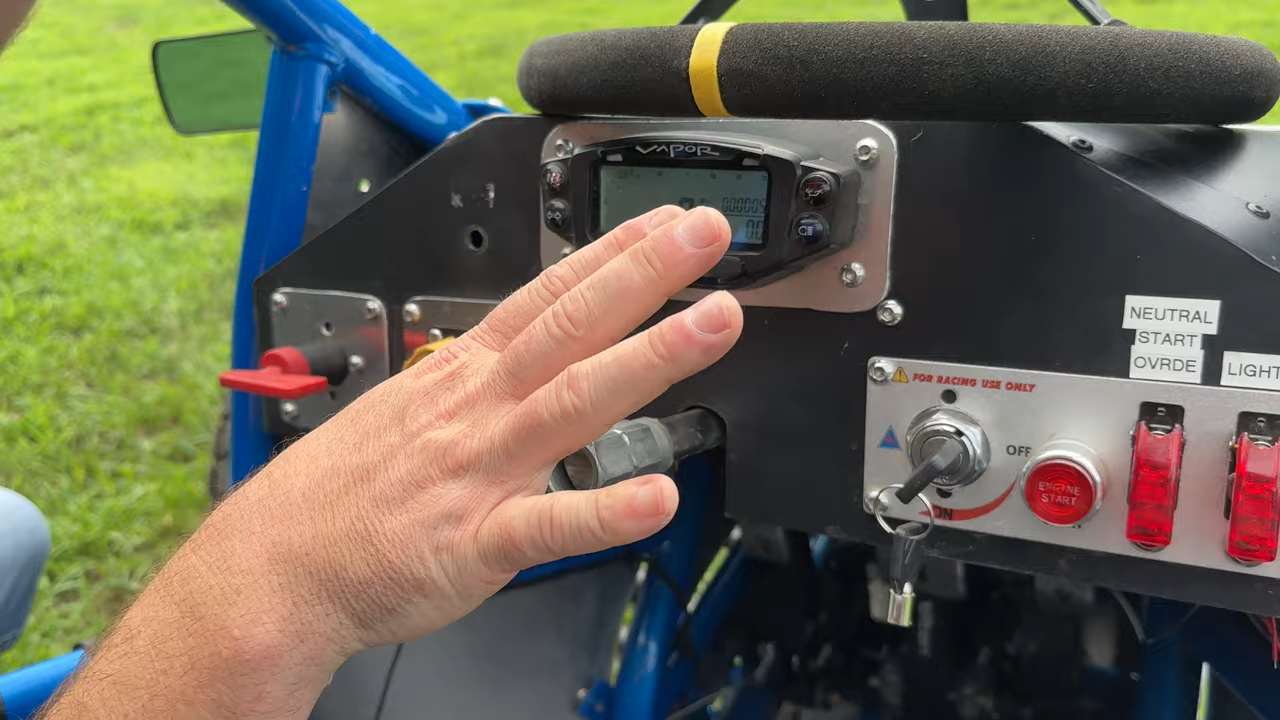 VAPOR
NEUTRAL
START
OVRDE
LIGHT
FOR RACING USE ONLY
OFF
ENGINE
START
ON